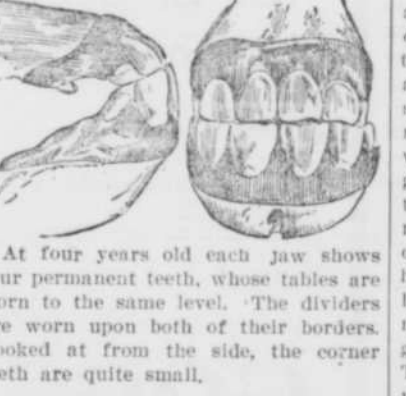 At four years old each jaw shows
ur permanent teeth, whose tables are
orn to the same level. The dividers
e worn upon both of their borders.
ooked at from the side, the corner
eth are quite small.